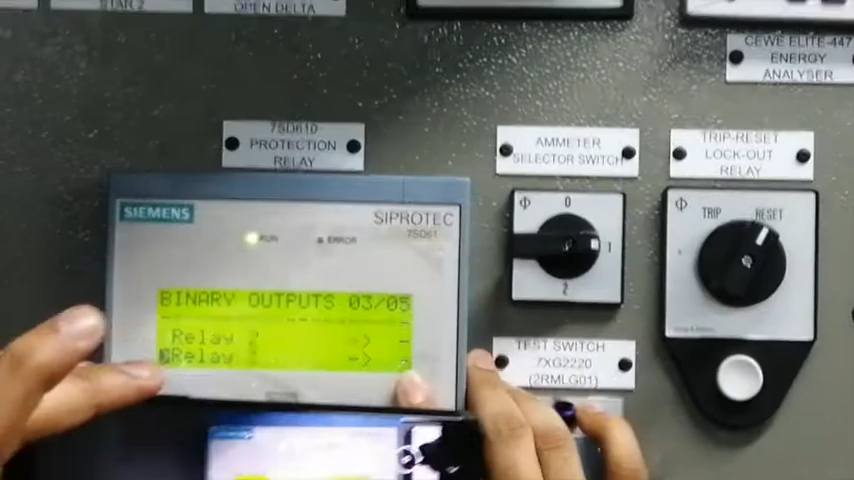 STAR 2
OPEN DELTA
CEWE ELITE-447
ENERGY
ANALYSER
7SD610
PROTECTION
RELAY
AMMETER
SELECTOR SWITCH
TRIP-RESET
LOCK-OUT
RELAY
SIEMENS
SIPROTEC
7SD61
RUN
ERROR
BINARY OUTPUTS 03/05
Relay
->
Relay
->
0
1
2
TRIP
RESET
TEST SWITCH
7XG2220
(2RMLG01)